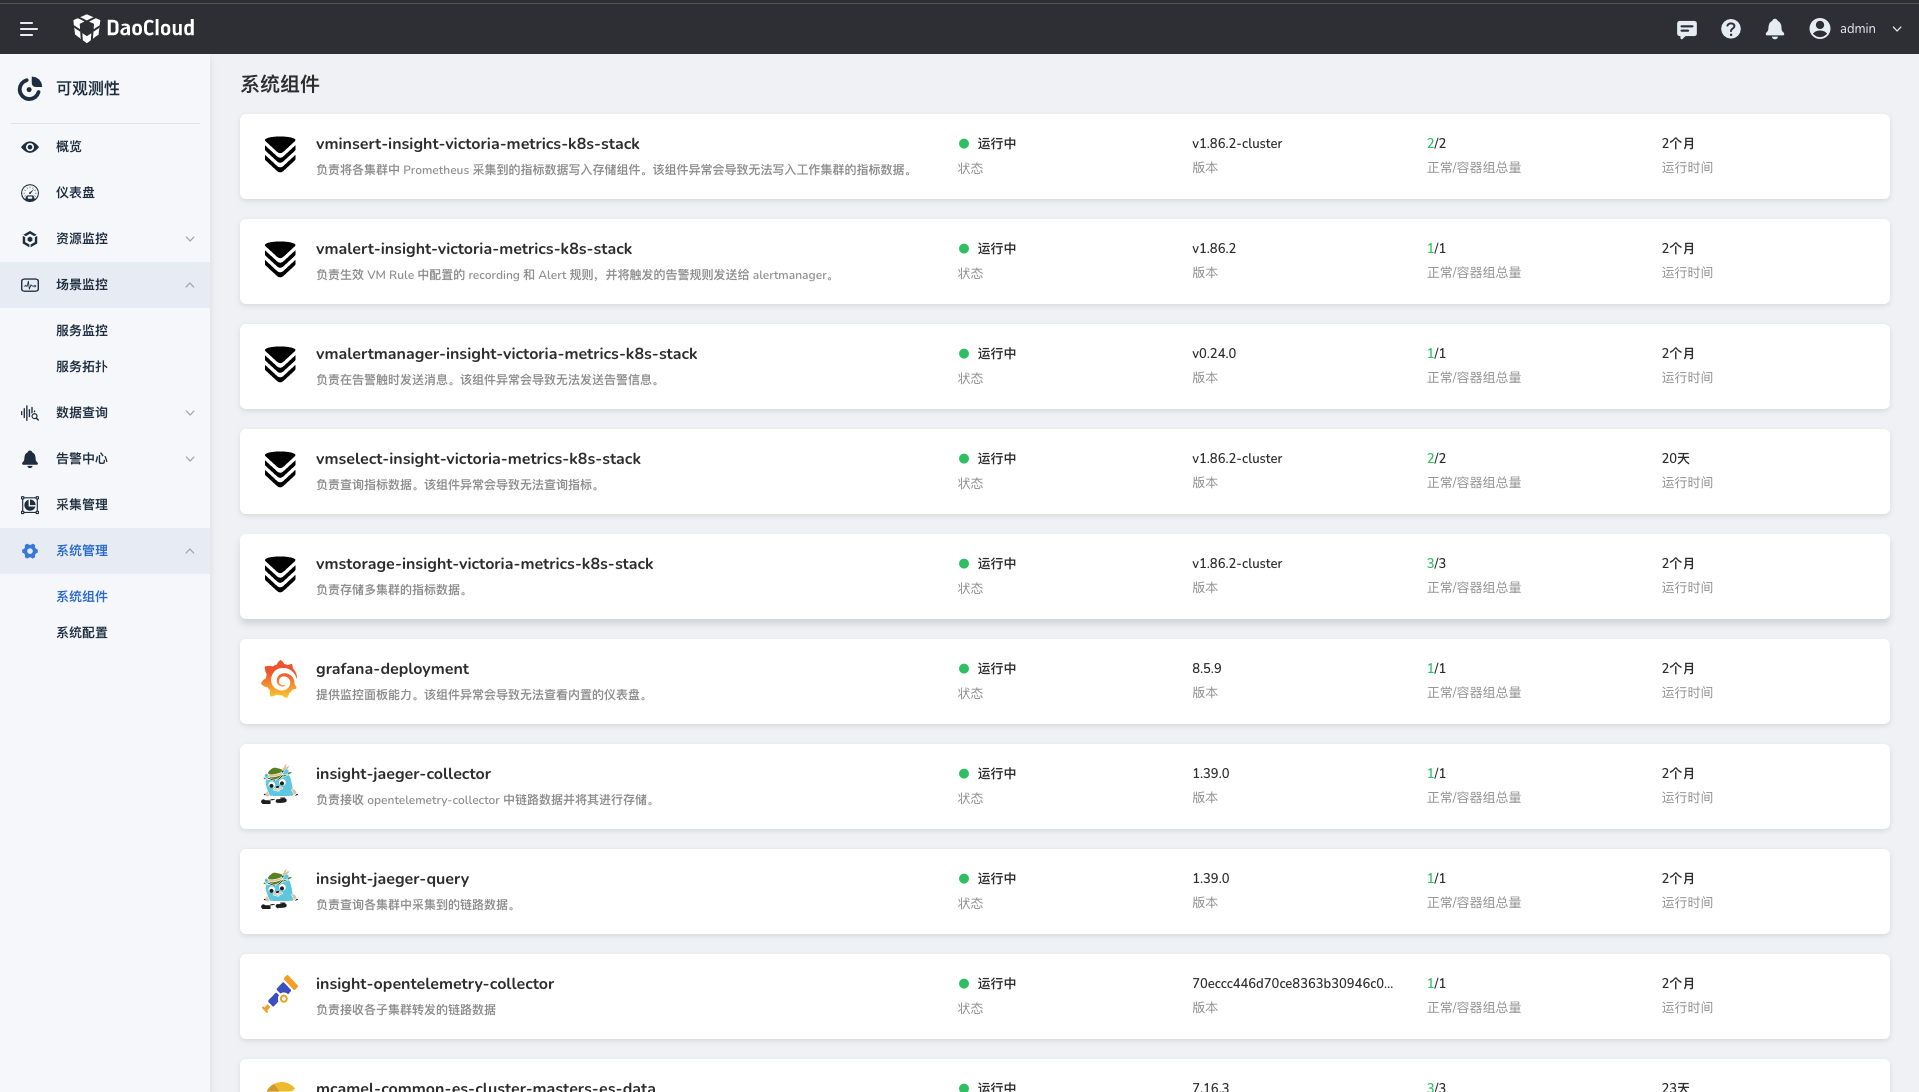 DaoCloud
admin
可观测性
概览
仪表盘
资源监控
场景监控
服务监控
服务拓扑
数据查询
告警中心
采集管理
系统管理
系统组件
系统配置
系统组件
vminsert-insight-victoria-metrics-k8s-stack
负责将各集群中 Prometheus 采集到的指标数据写入存储组件。该组件异常会导致无法写入工作集群的指标数据。
运行中
状态
v1.86.2-cluster
版本
2/2
正常/容器组总量
2个月
运行时间
vmalert-insight-victoria-metrics-k8s-stack
负责生效 VM Rule 中配置的 recording 和 Alert 规则，并将触发的告警规则发送给 alertmanager。
运行中
状态
v1.86.2
版本
1/1
正常/容器组总量
2个月
运行时间
vmalertmanager-insight-victoria-metrics-k8s-stack
负责在告警触时发送消息。该组件异常会导致无法发送告警信息。
运行中
状态
v0.24.0
版本
1/1
正常/容器组总量
2个月
运行时间
vmselect-insight-victoria-metrics-k8s-stack
负责查询指标数据。该组件异常会导致无法查询指标。
运行中
状态
v1.86.2-cluster
版本
2/2
正常/容器组总量
20天
运行时间
vmstorage-insight-victoria-metrics-k8s-stack
负责存储多集群的指标数据。
运行中
状态
v1.86.2-cluster
版本
3/3
正常/容器组总量
2个月
运行时间
grafana-deployment
提供监控面板能力。该组件异常会导致无法查看内置的仪表盘。
运行中
状态
8.5.9
版本
1/1
正常/容器组总量
2个月
运行时间
insight-jaeger-collector
负责接收 opentelemetry-collector 中链路数据并将其进行存储。
运行中
状态
1.39.0
版本
1/1
正常/容器组总量
2个月
运行时间
insight-jaeger-query
负责查询各集群中采集到的链路数据。
运行中
状态
1.39.0
版本
1/1
正常/容器组总量
2个月
运行时间
insight-opentelemetry-collector
负责接收各子集群转发的链路数据
运行中
状态
70eccc446d70ce8363b30946c0...
版本
1/1
正常/容器组总量
2个月
运行时间
mcamel-common-es-cluster-masters-es-data
运行中
7.16.3
3/3
23天